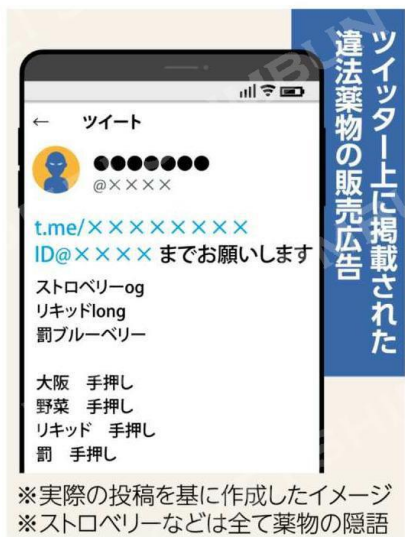 ツイッター上に掲載された
違法薬物の販売広告
← ツイート
●●●●●●●
@××××
t.me/××××××××
ID@××××までお願いします
ストロベリーog
リキッドlong
罰ブルーベリー
大阪 手押し
野菜 手押し
リキッド 手押し
罰 手押し
※実際の投稿を基に作成したイメージ
※ストロベリーなどは全て薬物の隠語